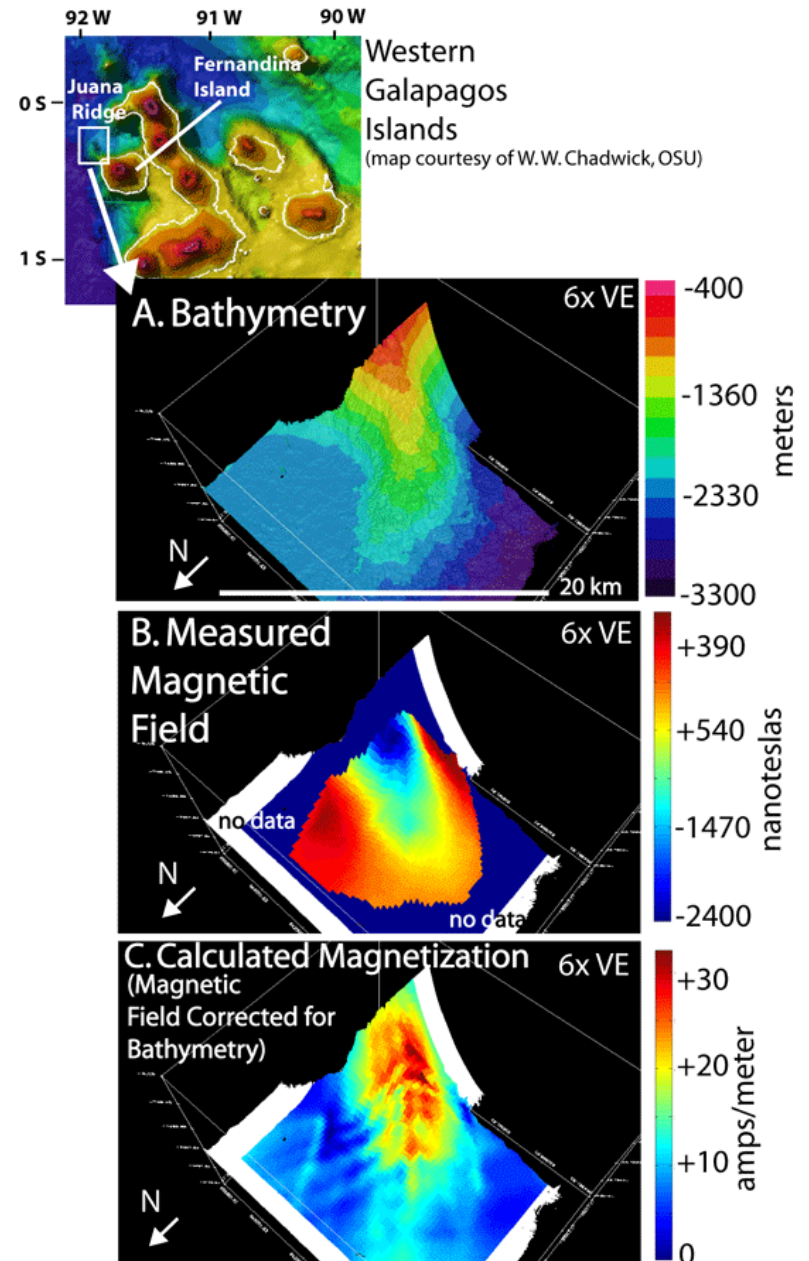 92 W 91 W 90 W
Western
Galapagos
Islands
(map courtesy of W. W. Chadwick, OSU)
Fernandina
Island
Juana
Ridge
0 S
1 S
A. Bathymetry
6x VE
-400
-1360
-2330
-3300
meters
N
20 km
B. Measured
Magnetic
Field
6x VE
+390
+540
-1470
-2400
nanoteslas
no data
N
no data
C. Calculated Magnetization
(Magnetic
Field Corrected for
Bathymetry)
6x VE
+30
+20
+10
0
amps/meter
N